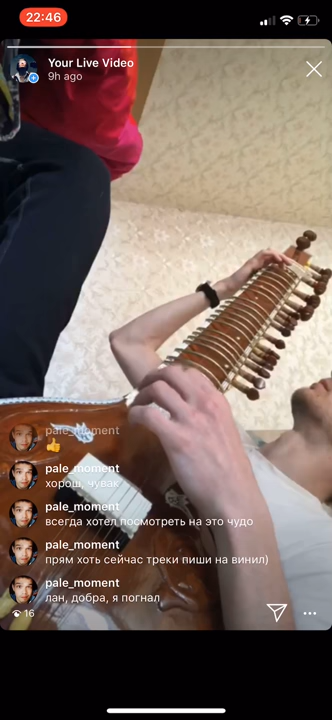 22:46
Your Live Video
9h ago
pale_moment
👍
pale_moment
хорош, чувак
pale_moment
всегда хотел посмотреть на это чудо
pale_moment
прям хоть сейчас треки пиши на винил)
pale_moment
лан, добра, я погнал
16